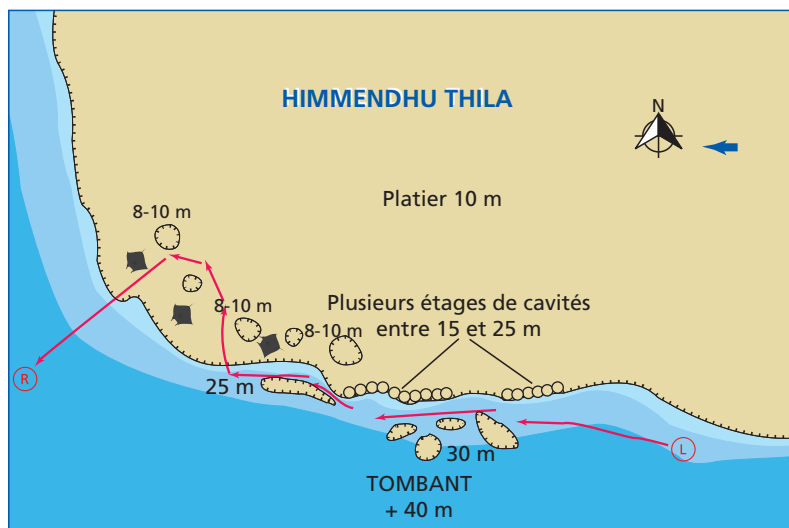 HIMMENDHU THILA
N
Platier 10 m
8-10 m
8-10 m
8-10 m
Plusieurs étages de cavités
entre 15 et 25 m
R
25 m
L
30 m
TOMBANT
+ 40 m